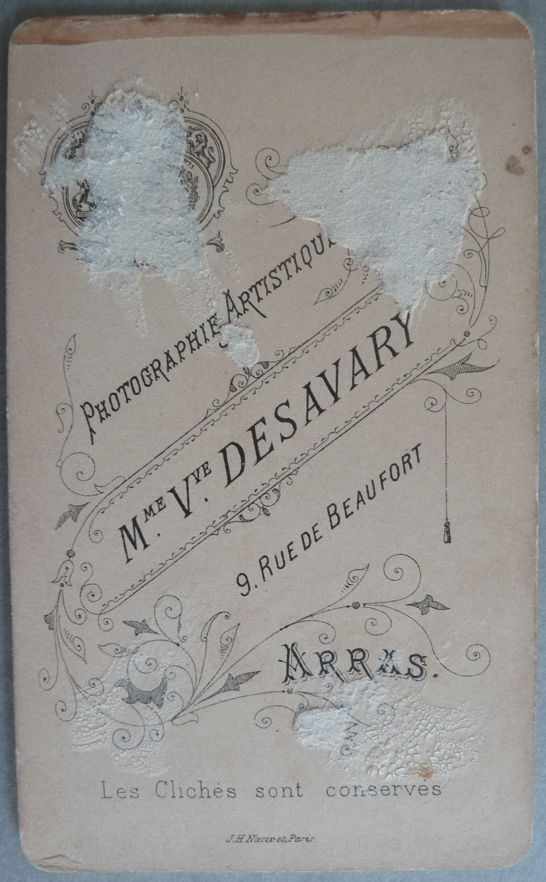 PHOTOGRAPHIE ARTISTIQUE
MME VVE DESAVARY
9. RUE DE BEAUFORT
ARRAS.
Les Clichés sont conservés